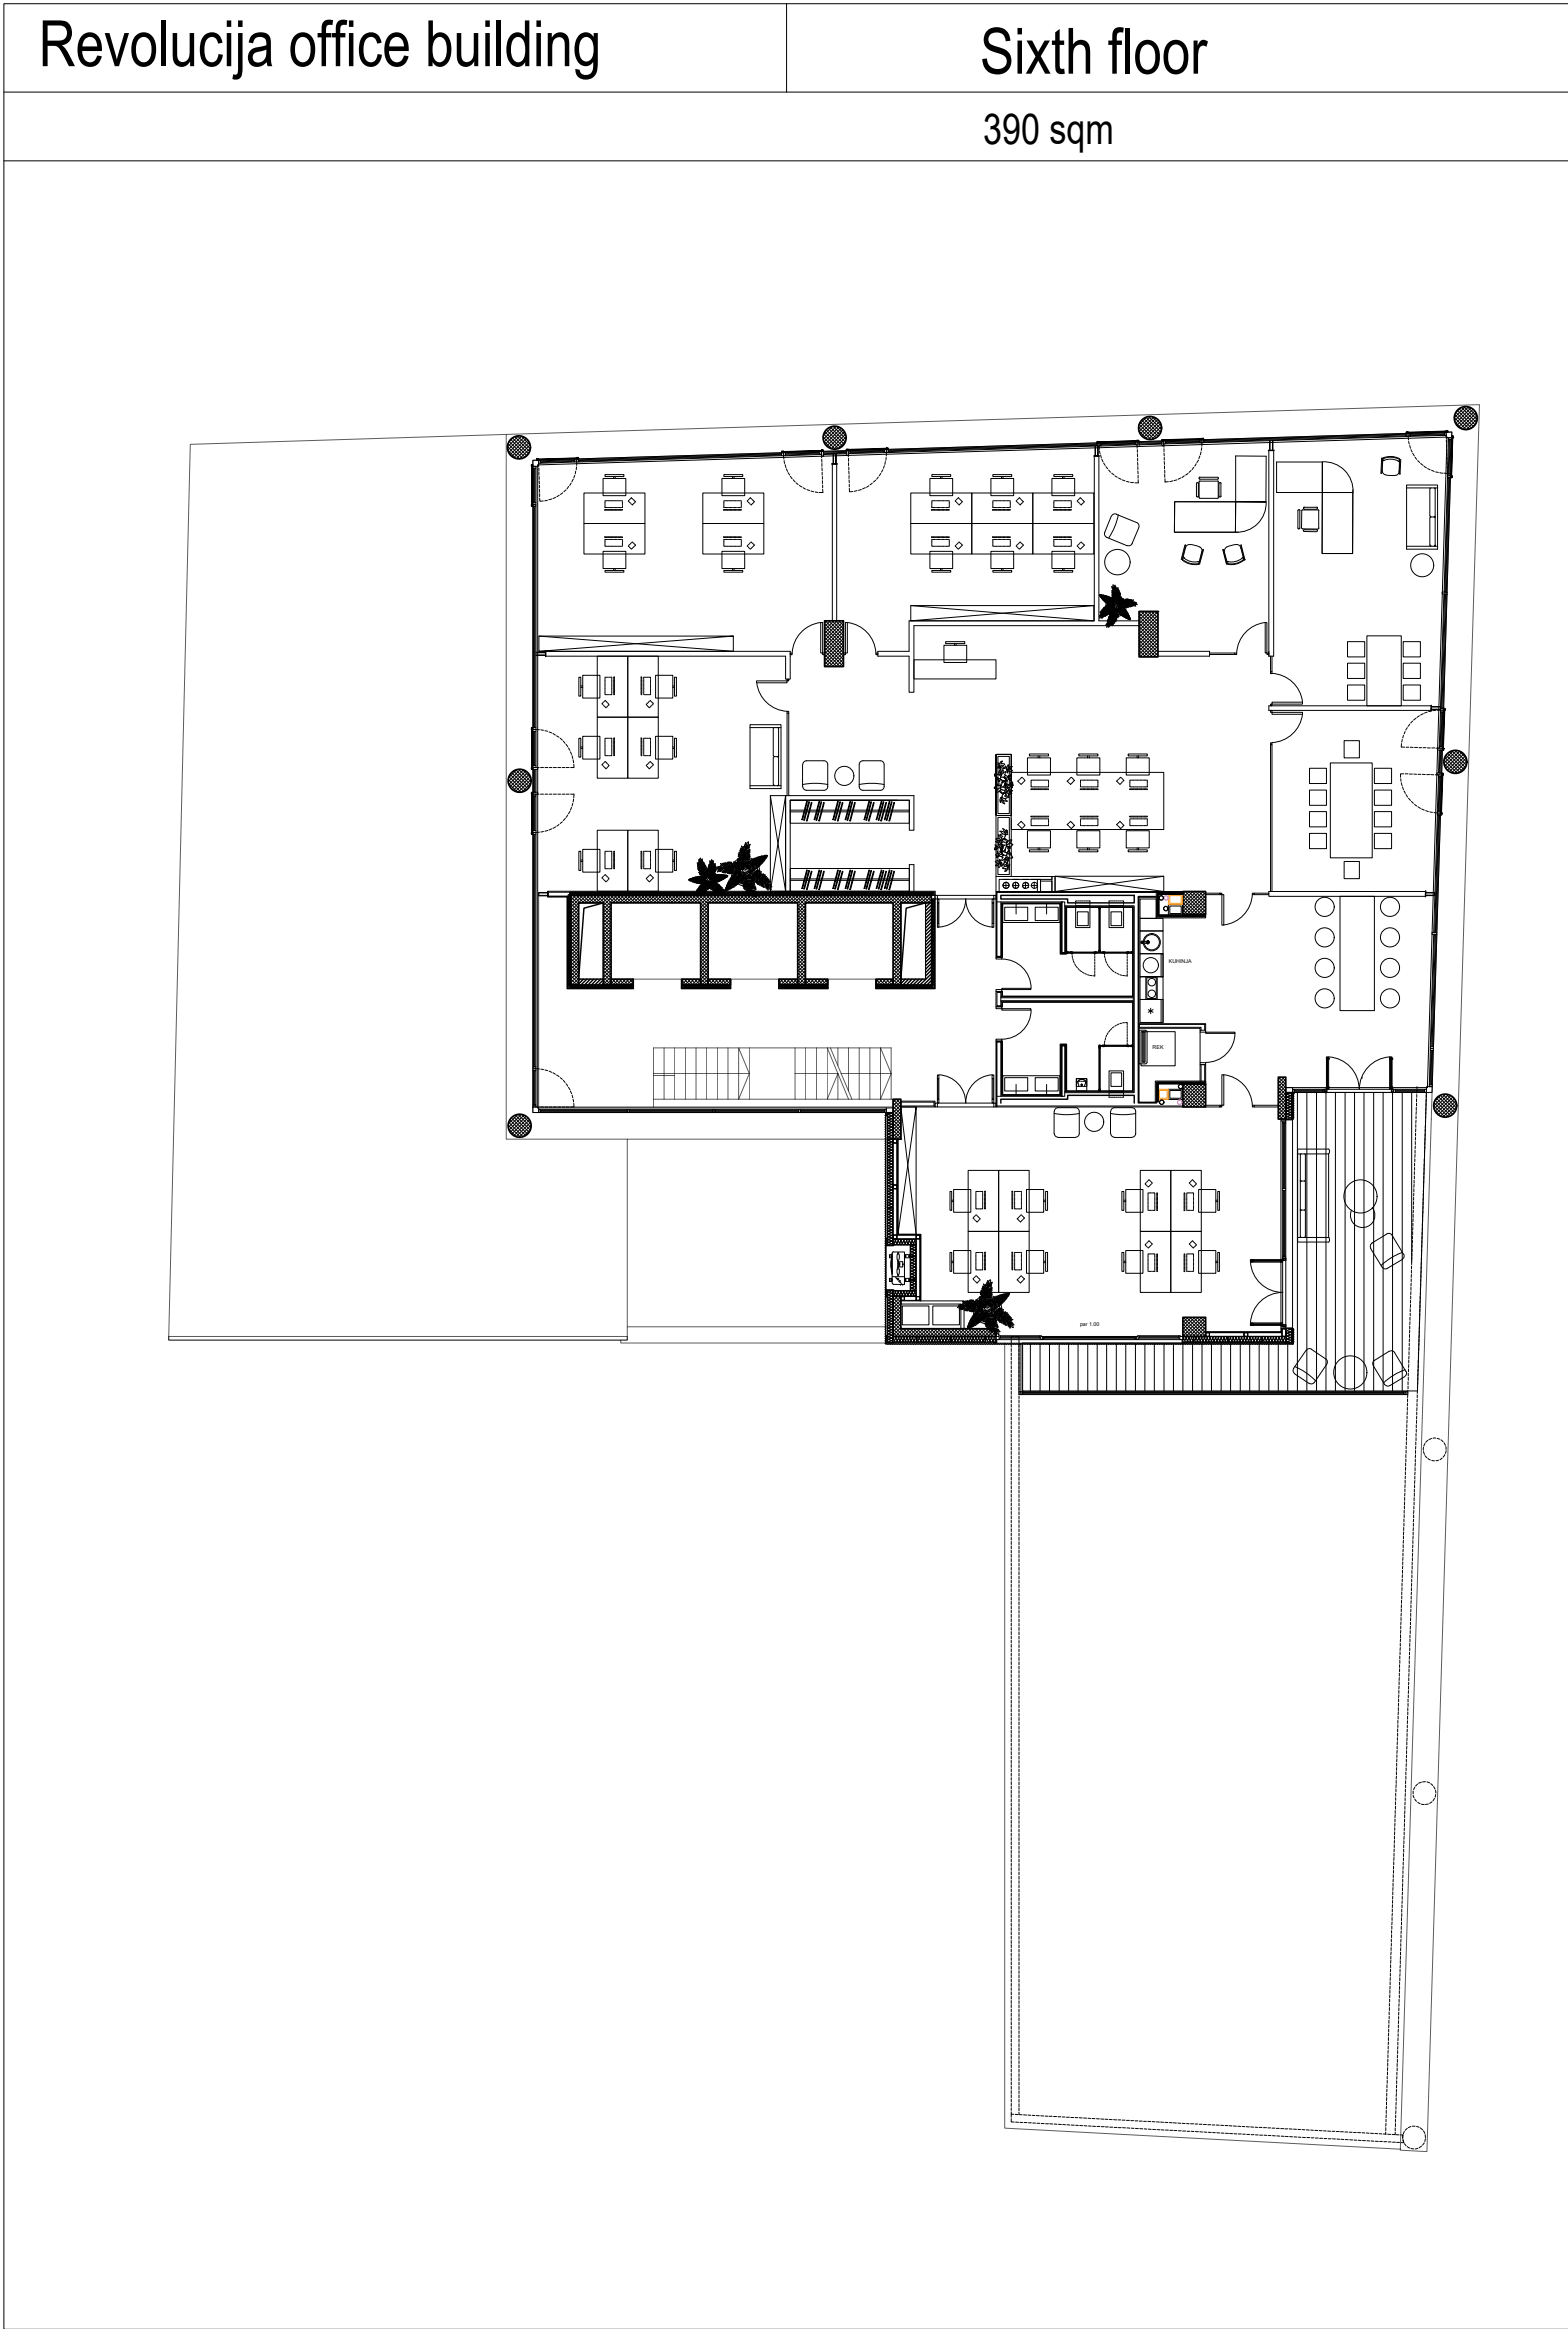 Revolucija office building
Sixth floor
390 sqm
KUHINJA
REK
par 1.00